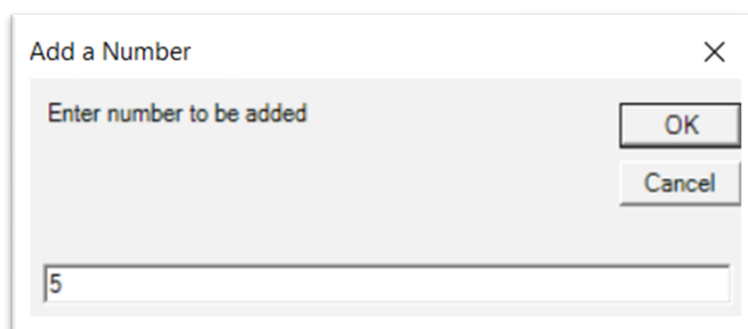 Add a Number
Enter number to be added
OK
Cancel
5